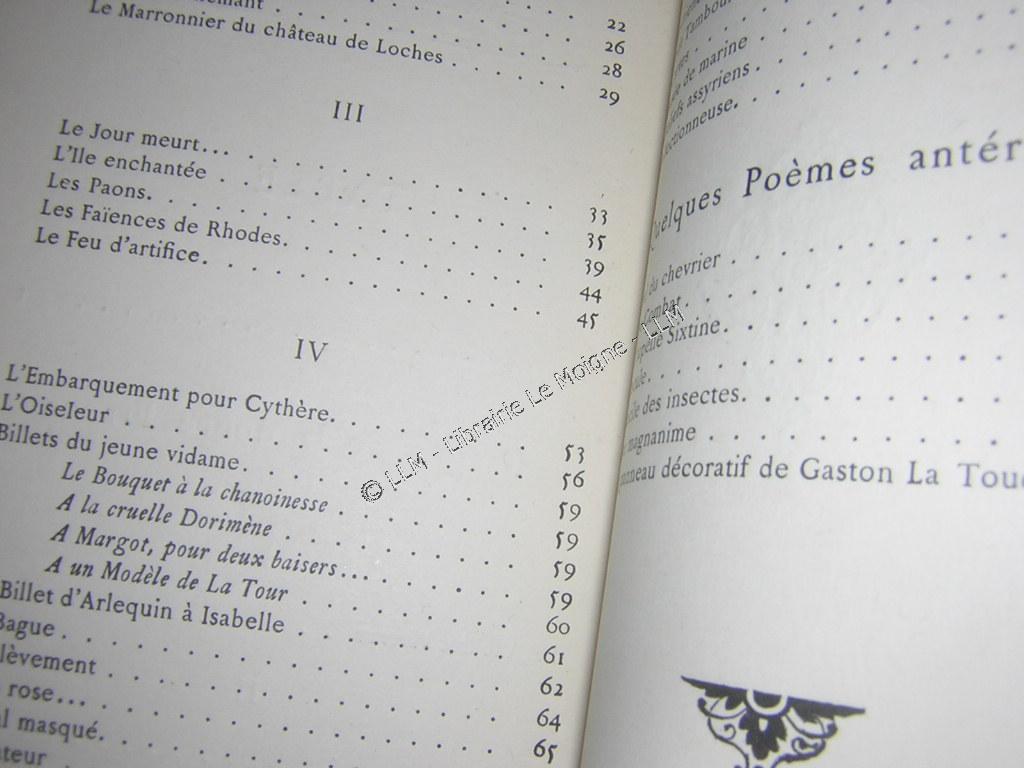 22
26
Le Marronnier du château de Loches . . . . . 28
29
III
Le Jour meurt... . . . . . . . . . . . . . 33
L'Ile enchantée . . . . . . . . . . . . . 35
Les Paons. . . . . . . . . . . . . . . . 39
Les Faïences de Rhodes. . . . . . . . . . . 44
Le Feu d'artifice. . . . . . . . . . . . . 45
IV
L'Embarquement pour Cythère. . . . . . . . 53
L'Oiseleur . . . . . . . . . . . . . . . 56
Billets du jeune vidame. . . . . . . . . . . 59
Le Bouquet à la chanoinesse . . . . . . . . 59
A la cruelle Dorimène . . . . . . . . . . 59
A Margot, pour deux baisers... . . . . . . . 59
A un Modèle de La Tour . . . . . . . . . 60
Billet d'Arlequin à Isabelle . . . . . . . . . 61
Bague . . . . . . . . . . . . . . . . . 62
lèvement . . . . . . . . . . . . . . . 64
rose... . . . . . . . . . . . . . . . . 65
masqué.
teur
de marine
assyriens
Quelques Poèmes antér
du chevrier
Combat
Sixtine
des insectes
magnanime
décoratif de Gaston La Tou
© LLM - Librairie Le Moigne - LLM